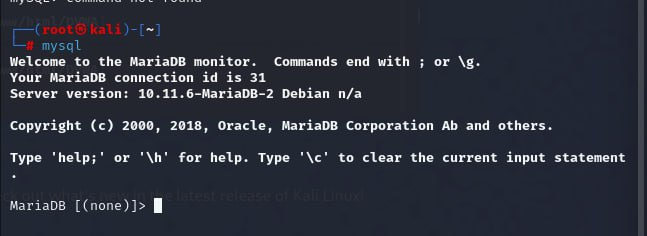 mySQL: command not found
┌──(root㉿kali)-[~]
└─# mysql
Welcome to the MariaDB monitor.  Commands end with ; or \g.
Your MariaDB connection id is 31
Server version: 10.11.6-MariaDB-2 Debian n/a
Copyright (c) 2000, 2018, Oracle, MariaDB Corporation Ab and others.
Type 'help;' or '\h' for help. Type '\c' to clear the current input statement
.
out what's new in the latest release of Kali Linux!
MariaDB [(none)]>